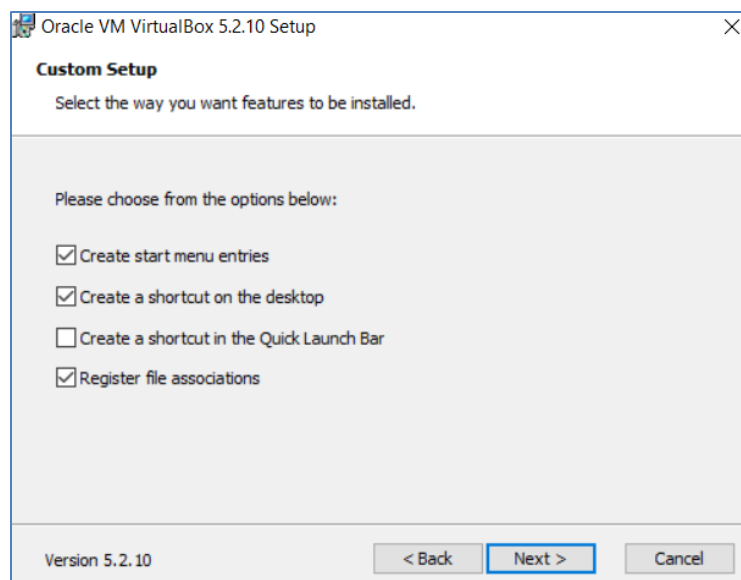 Oracle VM VirtualBox 5.2.10 Setup
Custom Setup
Select the way you want features to be installed.
Please choose from the options below:
Create start menu entries
Create a shortcut on the desktop
Create a shortcut in the Quick Launch Bar
Register file associations
Version 5.2.10
< Back
Next >
Cancel